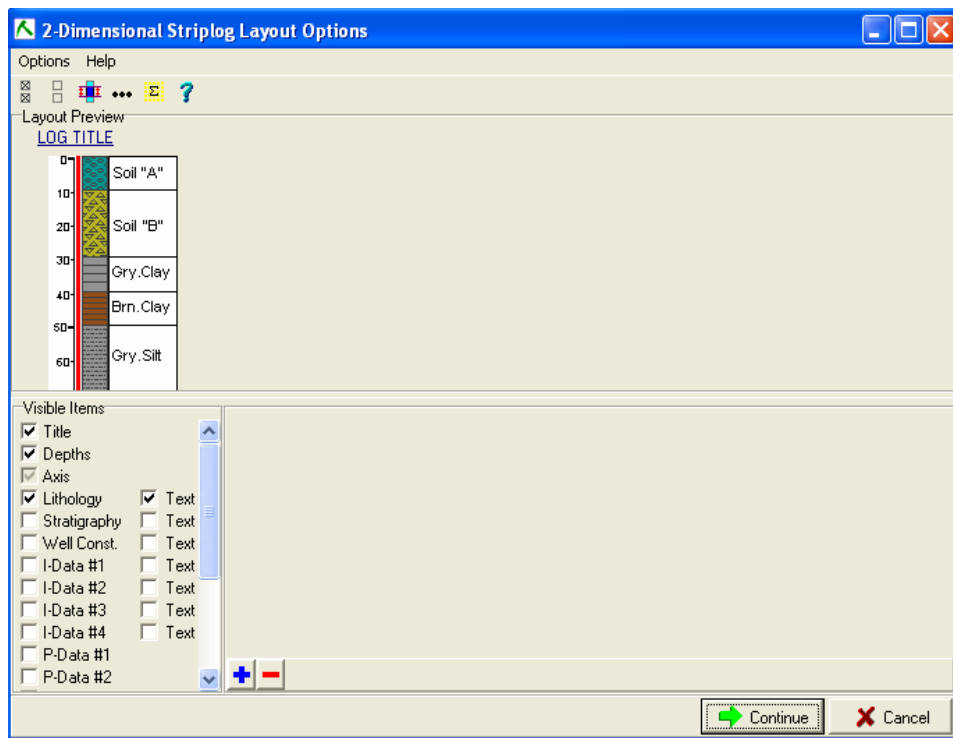 2-Dimensional Striplog Layout Options
Options Help
Σ ?
Layout Preview
LOG TITLE
0
Soil "A"
10
20
Soil "B"
30
Gry.Clay
40
Brn.Clay
50
60
Gry.Silt
Visible Items
Title
Depths
Axis
Lithology Text
Stratigraphy Text
Well Const. Text
I-Data #1 Text
I-Data #2 Text
I-Data #3 Text
I-Data #4 Text
P-Data #1
P-Data #2
Continue Cancel